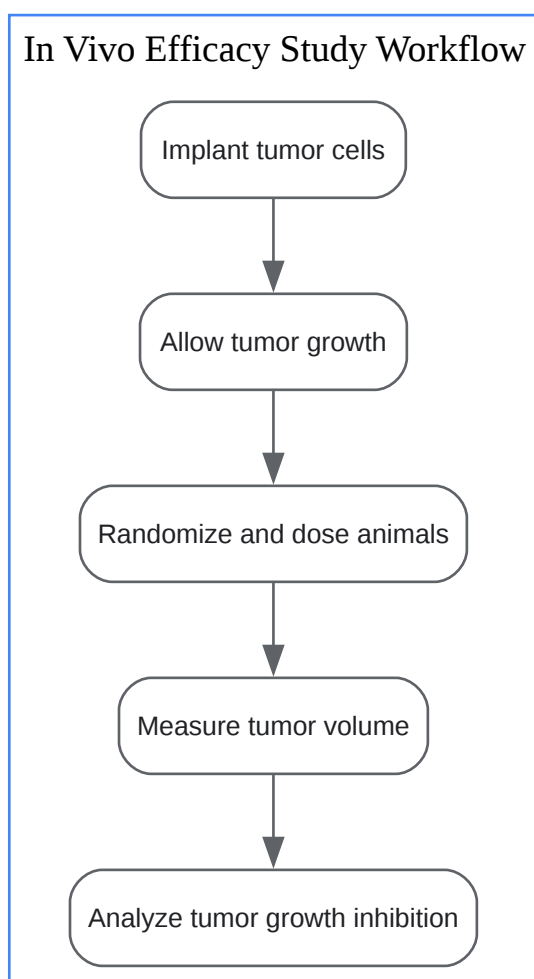 In Vivo Efficacy Study Workflow
Implant tumor cells
Allow tumor growth
Randomize and dose animals
Measure tumor volume
Analyze tumor growth inhibition